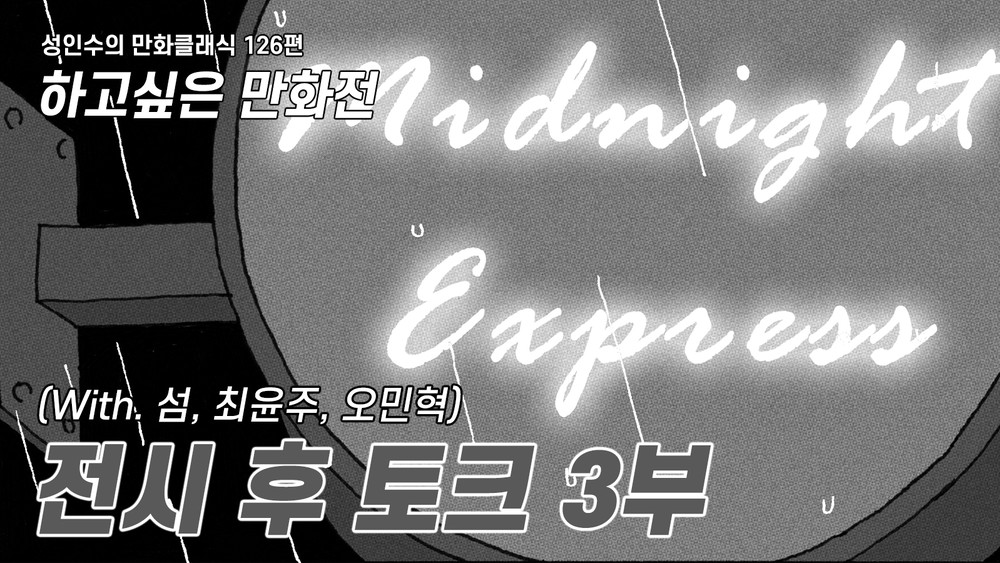 성인수의 만화클래식 126편
하고싶은 만화전
Midnight
Express
(With. 섬, 최윤주, 오민혁)
전시 후 토크 3부